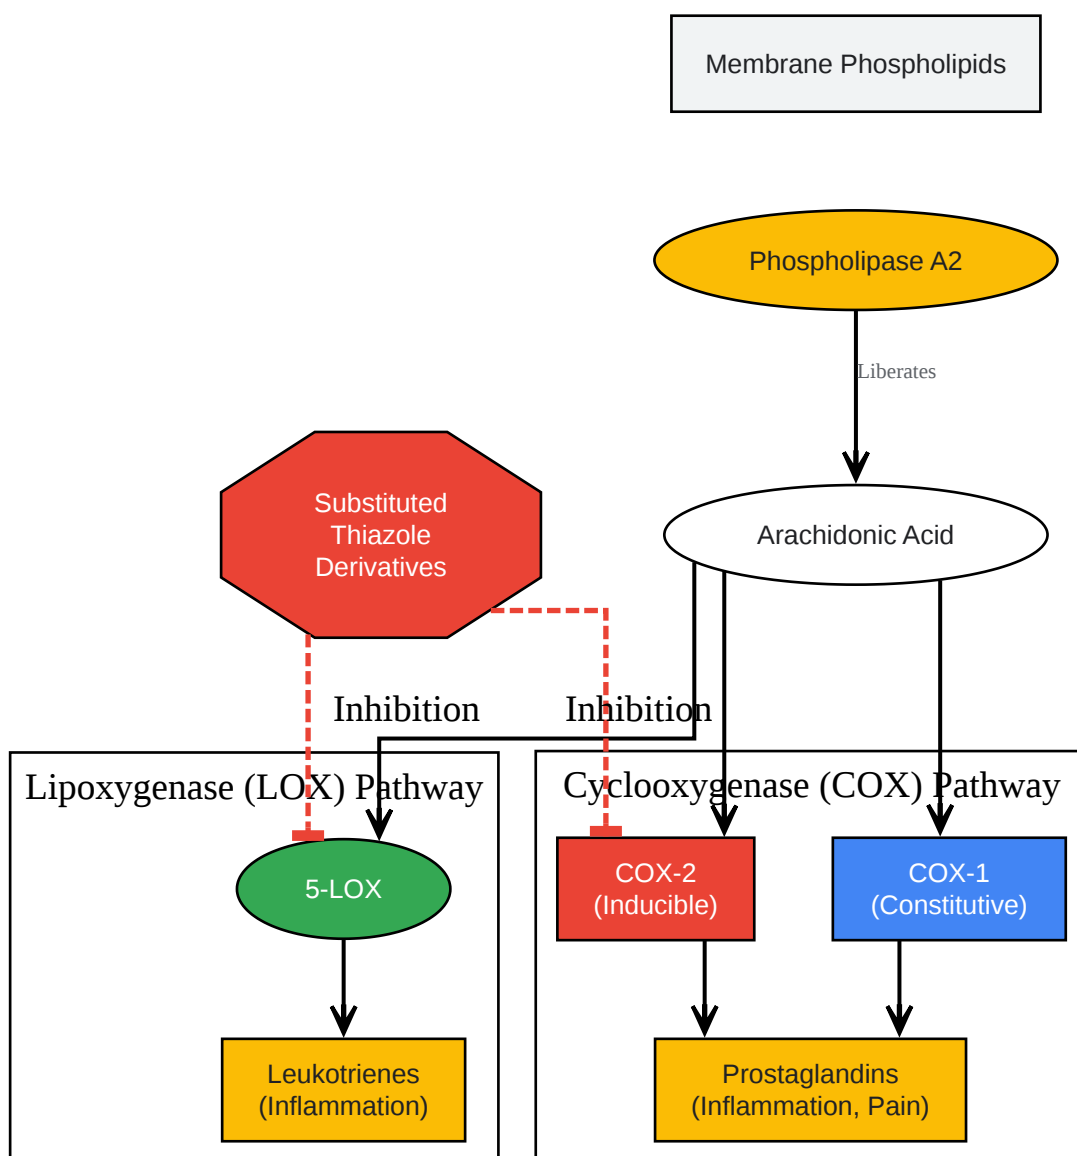 Membrane Phospholipids
Phospholipase A2
Liberates
Substituted
Thiazole
Derivatives
Arachidonic Acid
Inhibition
Inhibition
Lipoxygenase (LOX) Pathway
Cyclooxygenase (COX) Pathway
5-LOX
COX-2
(Inducible)
COX-1
(Constitutive)
Leukotrienes
(Inflammation)
Prostaglandins
(Inflammation, Pain)